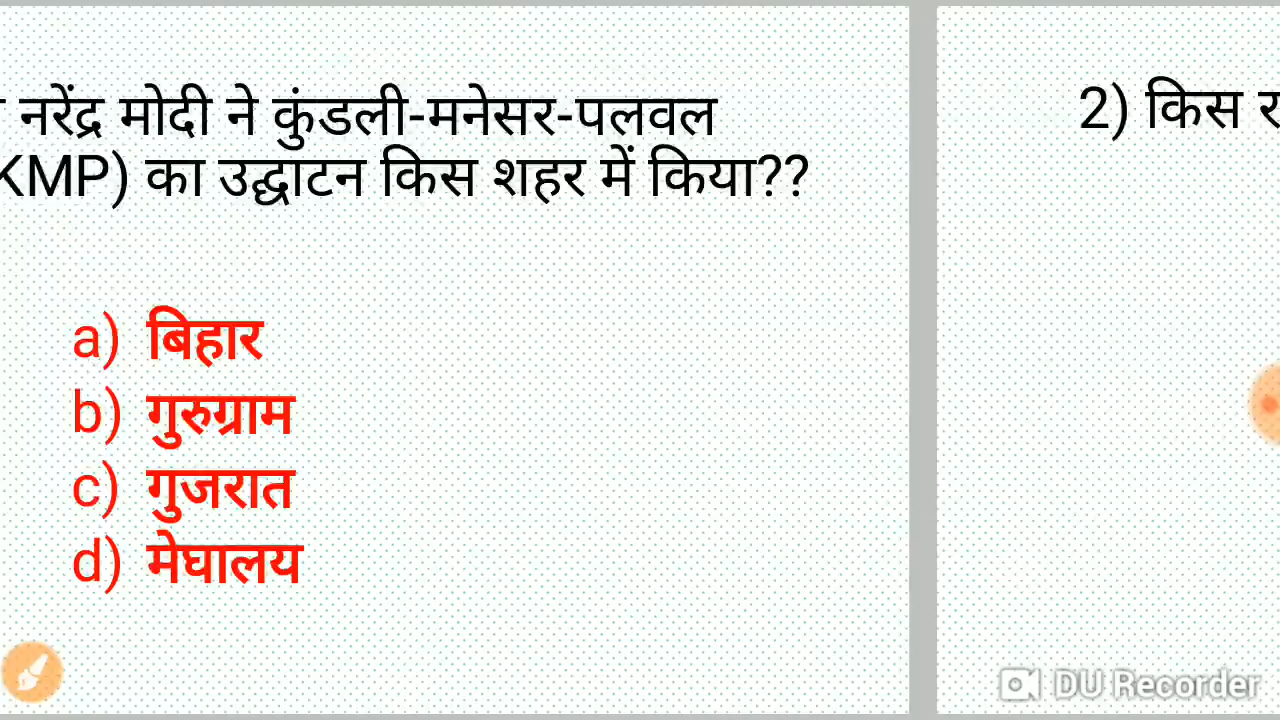 नरेंद्र मोदी ने कुंडली-मनेसर-पलवल
KMP) का उद्घाटन किस शहर में किया??
a) बिहार
b) गुरुग्राम
c) गुजरात
d) मेघालय
2) किस
DU Recorder